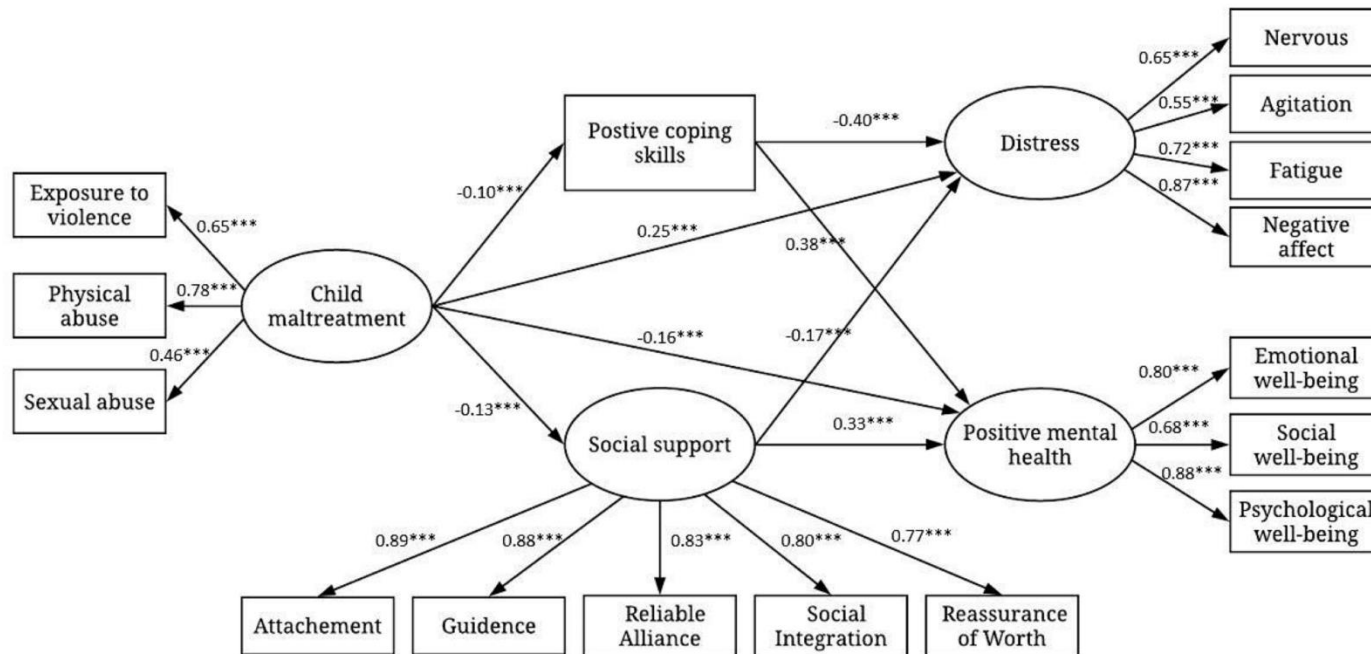 Nervous
0.65***
Agitation
0.55***
Postive coping
skills
-0.40***
Distress
Fatigue
0.72***
Negative
affect
0.87***
Exposure to
violence
0.65***
-0.10***
0.25***
0.38***
Physical
abuse
0.78***
Child
maltreatment
Sexual abuse
0.46***
-0.16***
-0.17***
-0.13***
Social support
0.33***
Positive mental
health
Emotional
well-being
0.80***
Social
well-being
0.68***
Psychological
well-being
0.88***
0.89***
0.88***
0.83***
0.80***
0.77***
Attachement
Guidence
Reliable
Alliance
Social
Integration
Reassurance
of Worth